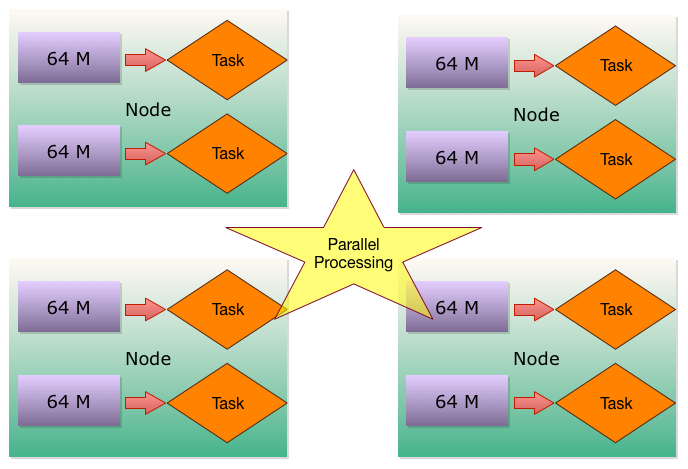 64 M
Task
Node
64 M
Task
64 M
Task
Node
64 M
Task
Parallel
Processing
64 M
Task
Node
64 M
Task
64 M
Task
Node
64 M
Task